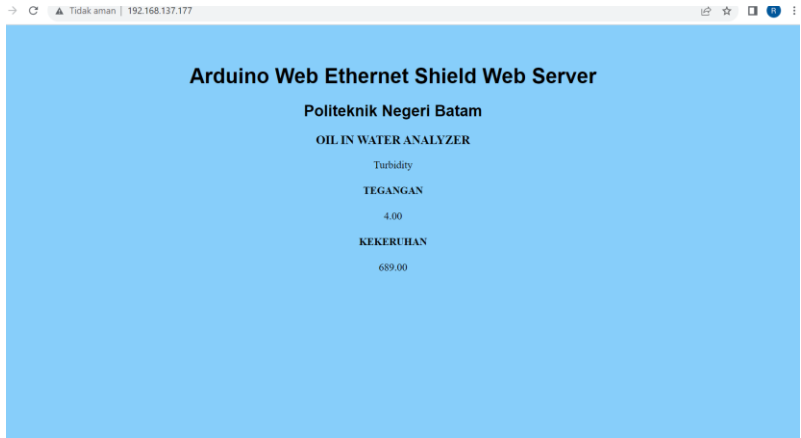 Tidak aman | 192.168.137.177
R
Arduino Web Ethernet Shield Web Server
Politeknik Negeri Batam
OIL IN WATER ANALYZER
Turbidity
TEGANGAN
4.00
KEKERUHAN
689.00